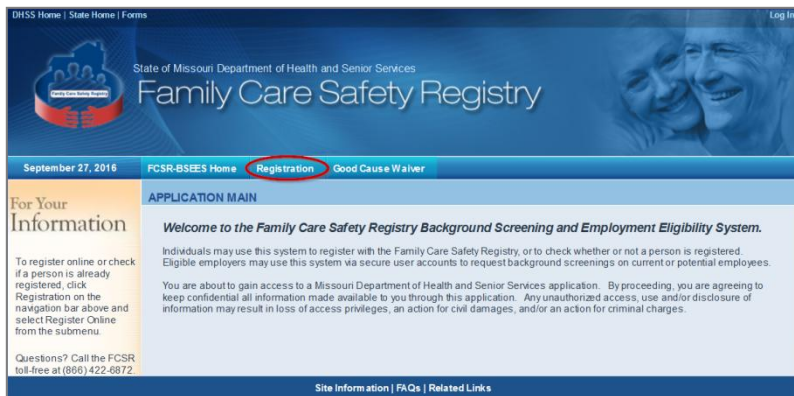 DHSS Home | State Home | Forms
Log In
Family Care Safety Registry
State of Missouri Department of Health and Senior Services
Family Care Safety Registry
September 27, 2016
FCSR-BSEES Home
Registration
Good Cause Waiver
For Your
Information
To register online or check
if a person is already
registered, click
Registration on the
navigation bar above and
select Register Online
from the submenu.
Questions? Call the FCSR
toll-free at (866) 422-6872.
APPLICATION MAIN
Welcome to the Family Care Safety Registry Background Screening and Employment Eligibility System.
Individuals may use this system to register with the Family Care Safety Registry, or to check whether or not a person is registered.
Eligible employers may use this system via secure user accounts to request background screenings on current or potential employees.
You are about to gain access to a Missouri Department of Health and Senior Services application. By proceeding, you are agreeing to
keep confidential all information made available to you through this application. Any unauthorized access, use and/or disclosure of
information may result in loss of access privileges, an action for civil damages, and/or an action for criminal charges.
Site Information | FAQs | Related Links